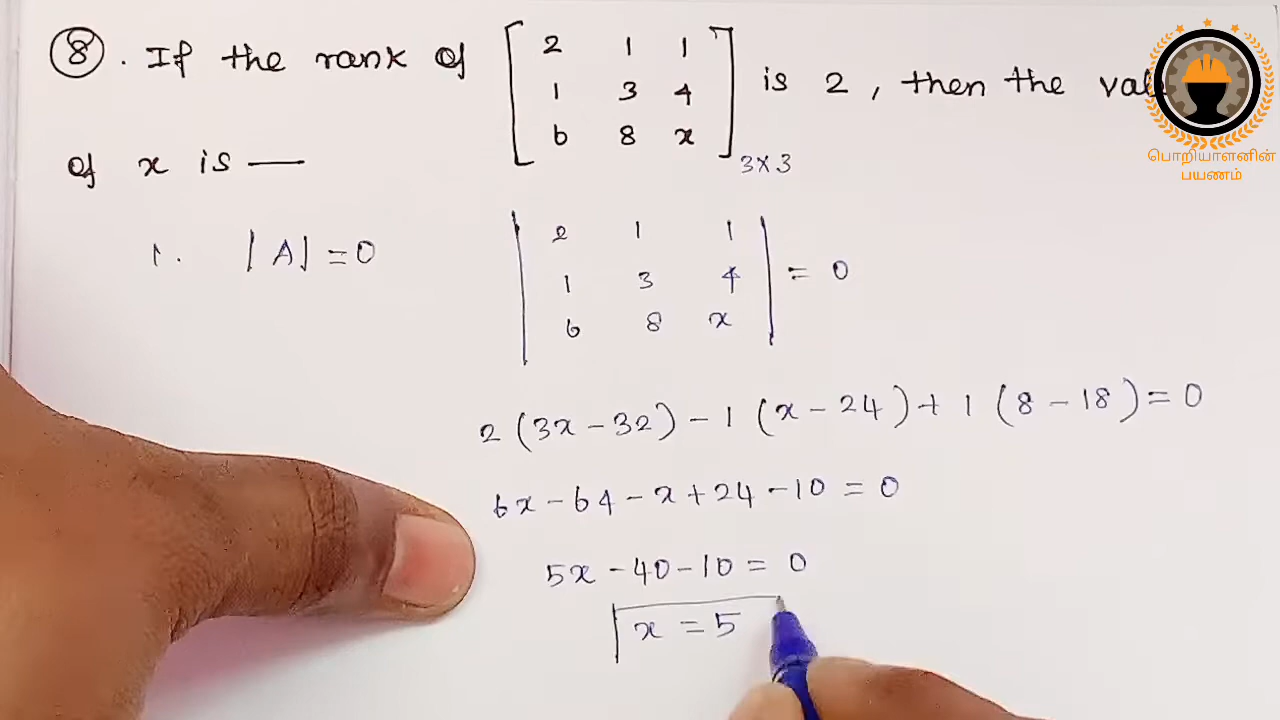 8. If the rank of [ 2 1 1 is 2, then the val
1 3 4
6 8 x ] 3×3
of x is —
பொறியாளனின்
பயணம்
1. |A| = 0
| 2 1 1
1 3 4 = 0
6 8 x |
2 (3x - 32) - 1 (x - 24) + 1 (8 - 18) = 0
6x - 64 - x + 24 - 10 = 0
5x - 40 - 10 = 0
x = 5